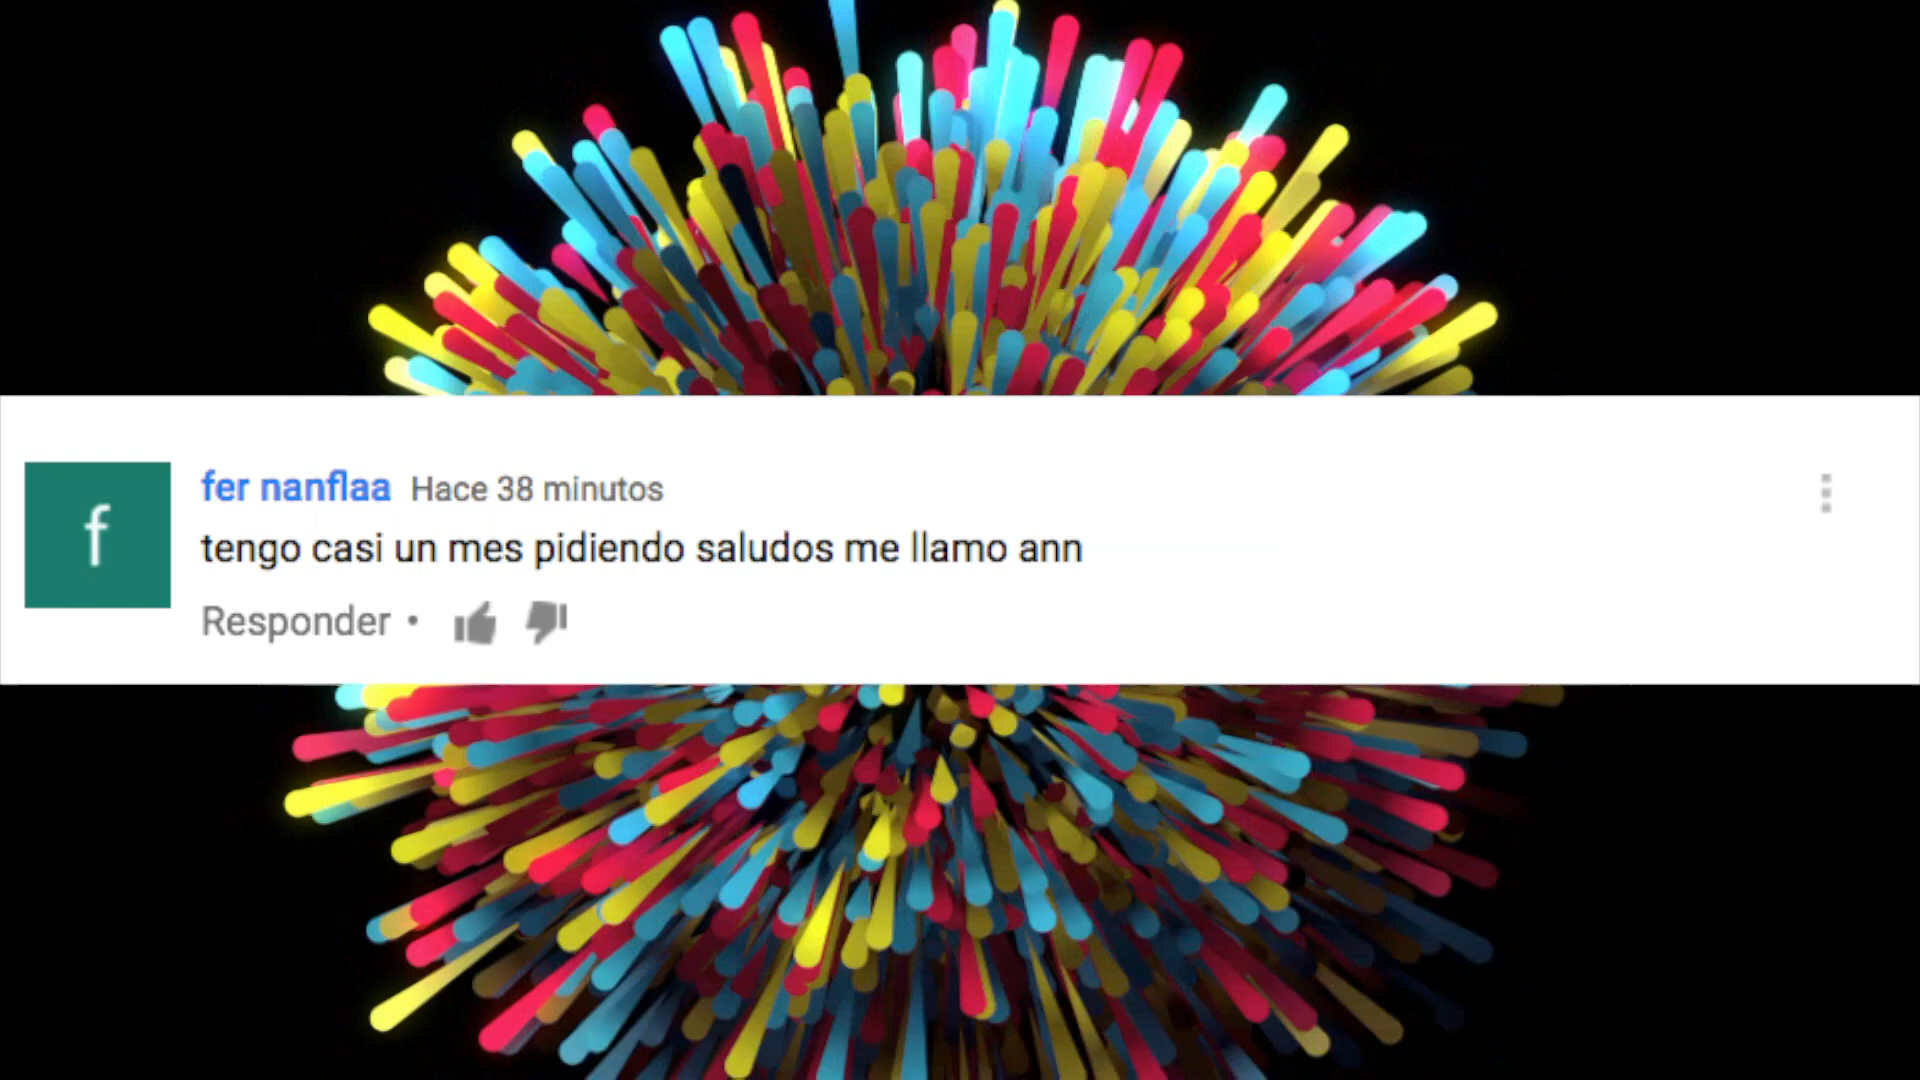 f
fer nanflaa Hace 38 minutos
tengo casi un mes pidiendo saludos me llamo ann
Responder •